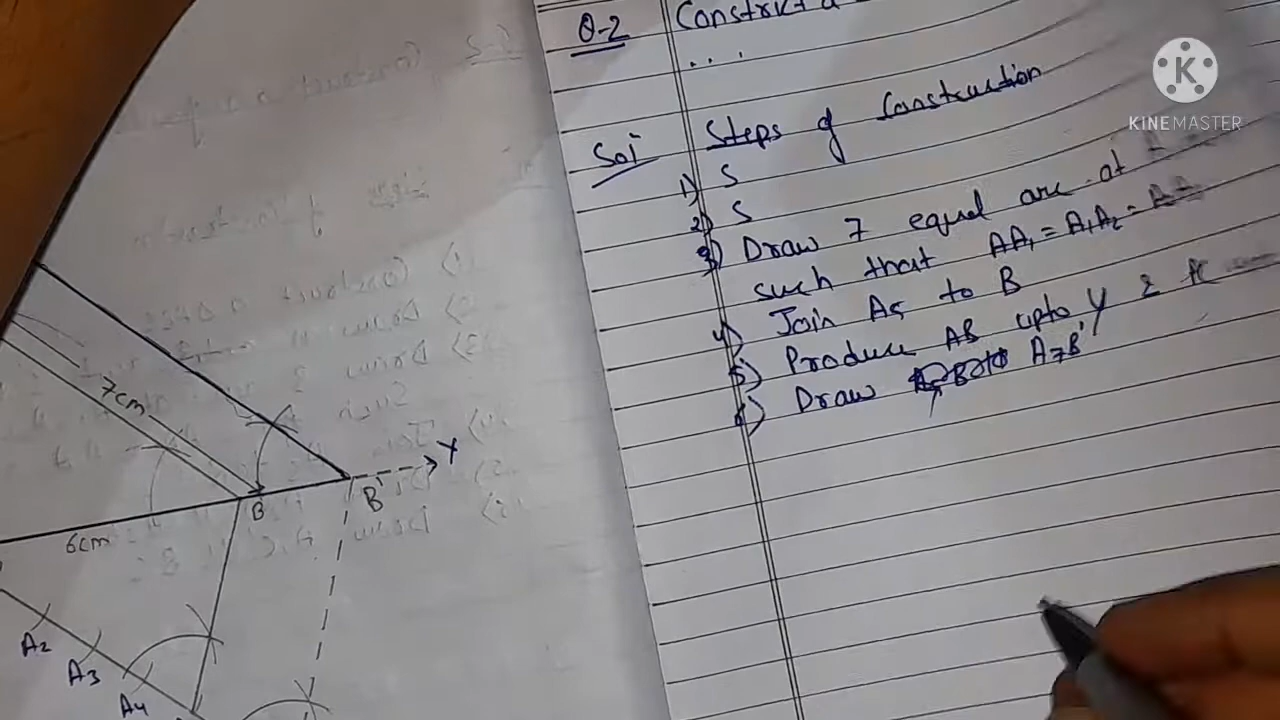 Q-2 Construct a
...
Sol Steps of Construction
1) S
2) S
3) Draw 7 equal arc at
such that AA₁ = A₁A₂ =
4) Join A5 to B
5) Produce AB upto Y &
6) Draw A7B'
7cm
Y
B
B'
6cm
A2
A3
A4
KINEMASTER